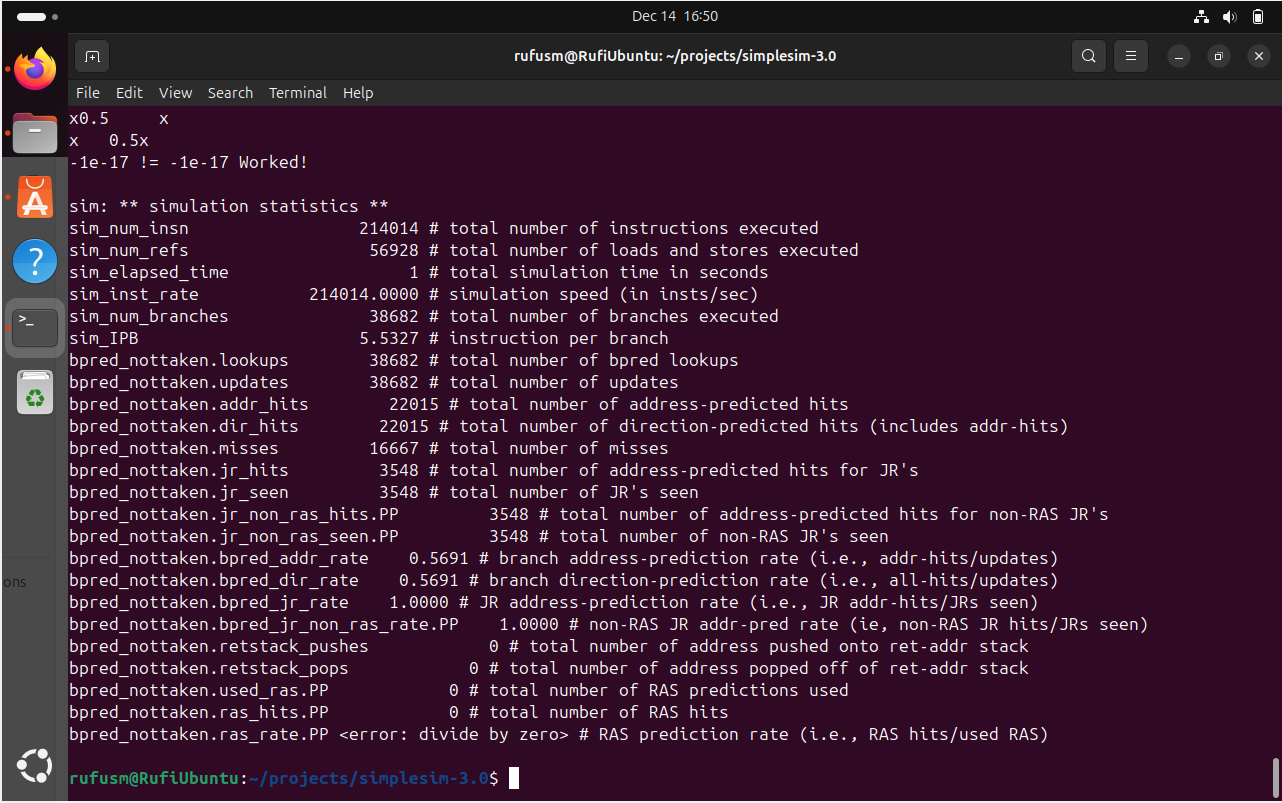 Dec 14 16:50
rufusm@RufiUbuntu: ~/projects/simplesim-3.0
File Edit View Search Terminal Help
x0.5     x
x   0.5x
-1e-17 != -1e-17 Worked!
sim: ** simulation statistics **
sim_num_insn                 214014 # total number of instructions executed
sim_num_refs                  56928 # total number of loads and stores executed
sim_elapsed_time                  1 # total simulation time in seconds
sim_inst_rate           214014.0000 # simulation speed (in insts/sec)
sim_num_branches              38682 # total number of branches executed
sim_IPB                      5.5327 # instruction per branch
bpred_nottaken.lookups        38682 # total number of bpred lookups
bpred_nottaken.updates        38682 # total number of updates
bpred_nottaken.addr_hits        22015 # total number of address-predicted hits
bpred_nottaken.dir_hits        22015 # total number of direction-predicted hits (includes addr-hits)
bpred_nottaken.misses         16667 # total number of misses
bpred_nottaken.jr_hits         3548 # total number of address-predicted hits for JR's
bpred_nottaken.jr_seen         3548 # total number of JR's seen
bpred_nottaken.jr_non_ras_hits.PP         3548 # total number of address-predicted hits for non-RAS JR's
bpred_nottaken.jr_non_ras_seen.PP         3548 # total number of non-RAS JR's seen
bpred_nottaken.bpred_addr_rate    0.5691 # branch address-prediction rate (i.e., addr-hits/updates)
bpred_nottaken.bpred_dir_rate    0.5691 # branch direction-prediction rate (i.e., all-hits/updates)
bpred_nottaken.bpred_jr_rate    1.0000 # JR address-prediction rate (i.e., JR addr-hits/JRs seen)
bpred_nottaken.bpred_jr_non_ras_rate.PP    1.0000 # non-RAS JR addr-pred rate (ie, non-RAS JR hits/JRs seen)
bpred_nottaken.retstack_pushes            0 # total number of address pushed onto ret-addr stack
bpred_nottaken.retstack_pops            0 # total number of address popped off of ret-addr stack
bpred_nottaken.used_ras.PP            0 # total number of RAS predictions used
bpred_nottaken.ras_hits.PP            0 # total number of RAS hits
bpred_nottaken.ras_rate.PP <error: divide by zero> # RAS prediction rate (i.e., RAS hits/used RAS)
rufusm@RufiUbuntu:~/projects/simplesim-3.0$
ons